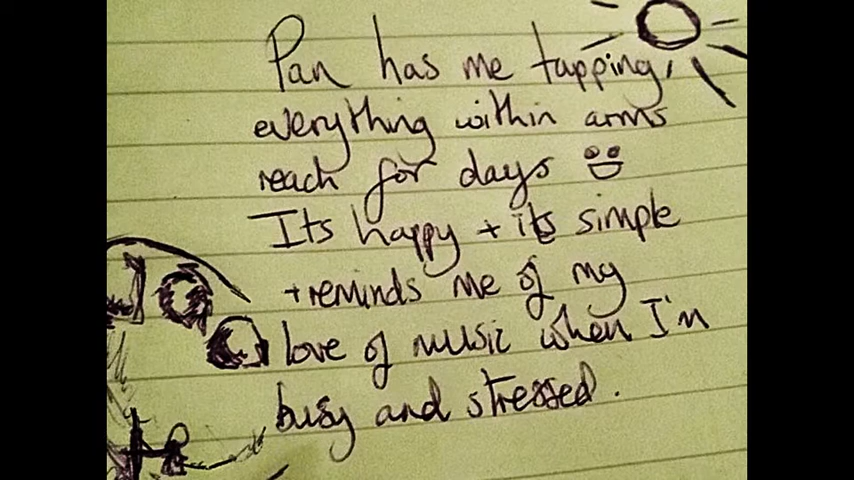 Pan has me tapping,
everything within arms
reach for days
Its happy + its simple
+ reminds me of my
love of music when I'm
busy and stressed.